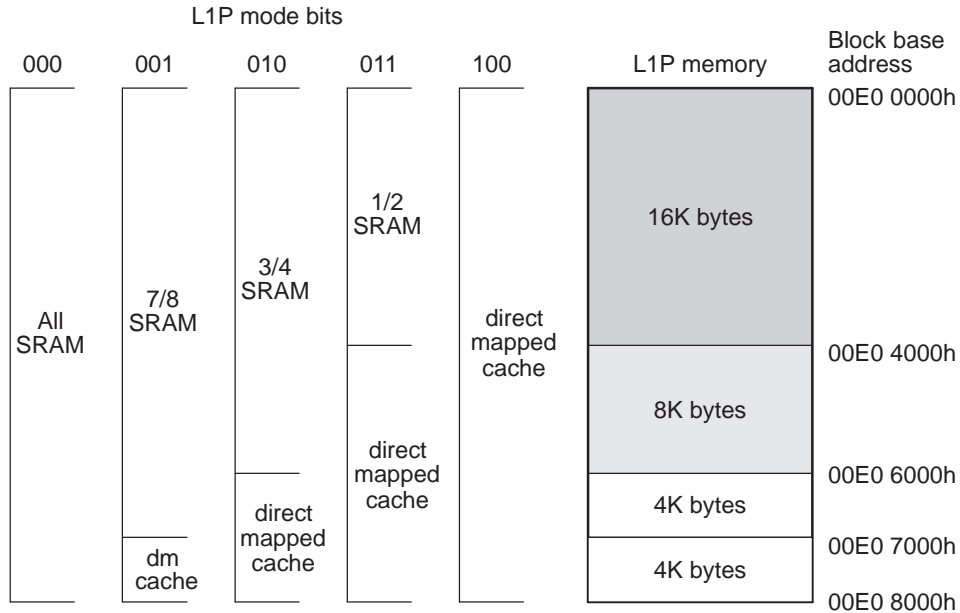 L1P mode bits
000 001 010 011 100 L1P memory
Block base
address
00E0 0000h
1/2
SRAM
16K bytes
3/4
SRAM
7/8
SRAM
All
SRAM
direct
mapped
cache
00E0 4000h
8K bytes
direct
mapped
cache
00E0 6000h
4K bytes
direct
mapped
cache
00E0 7000h
dm
cache
4K bytes
00E0 8000h